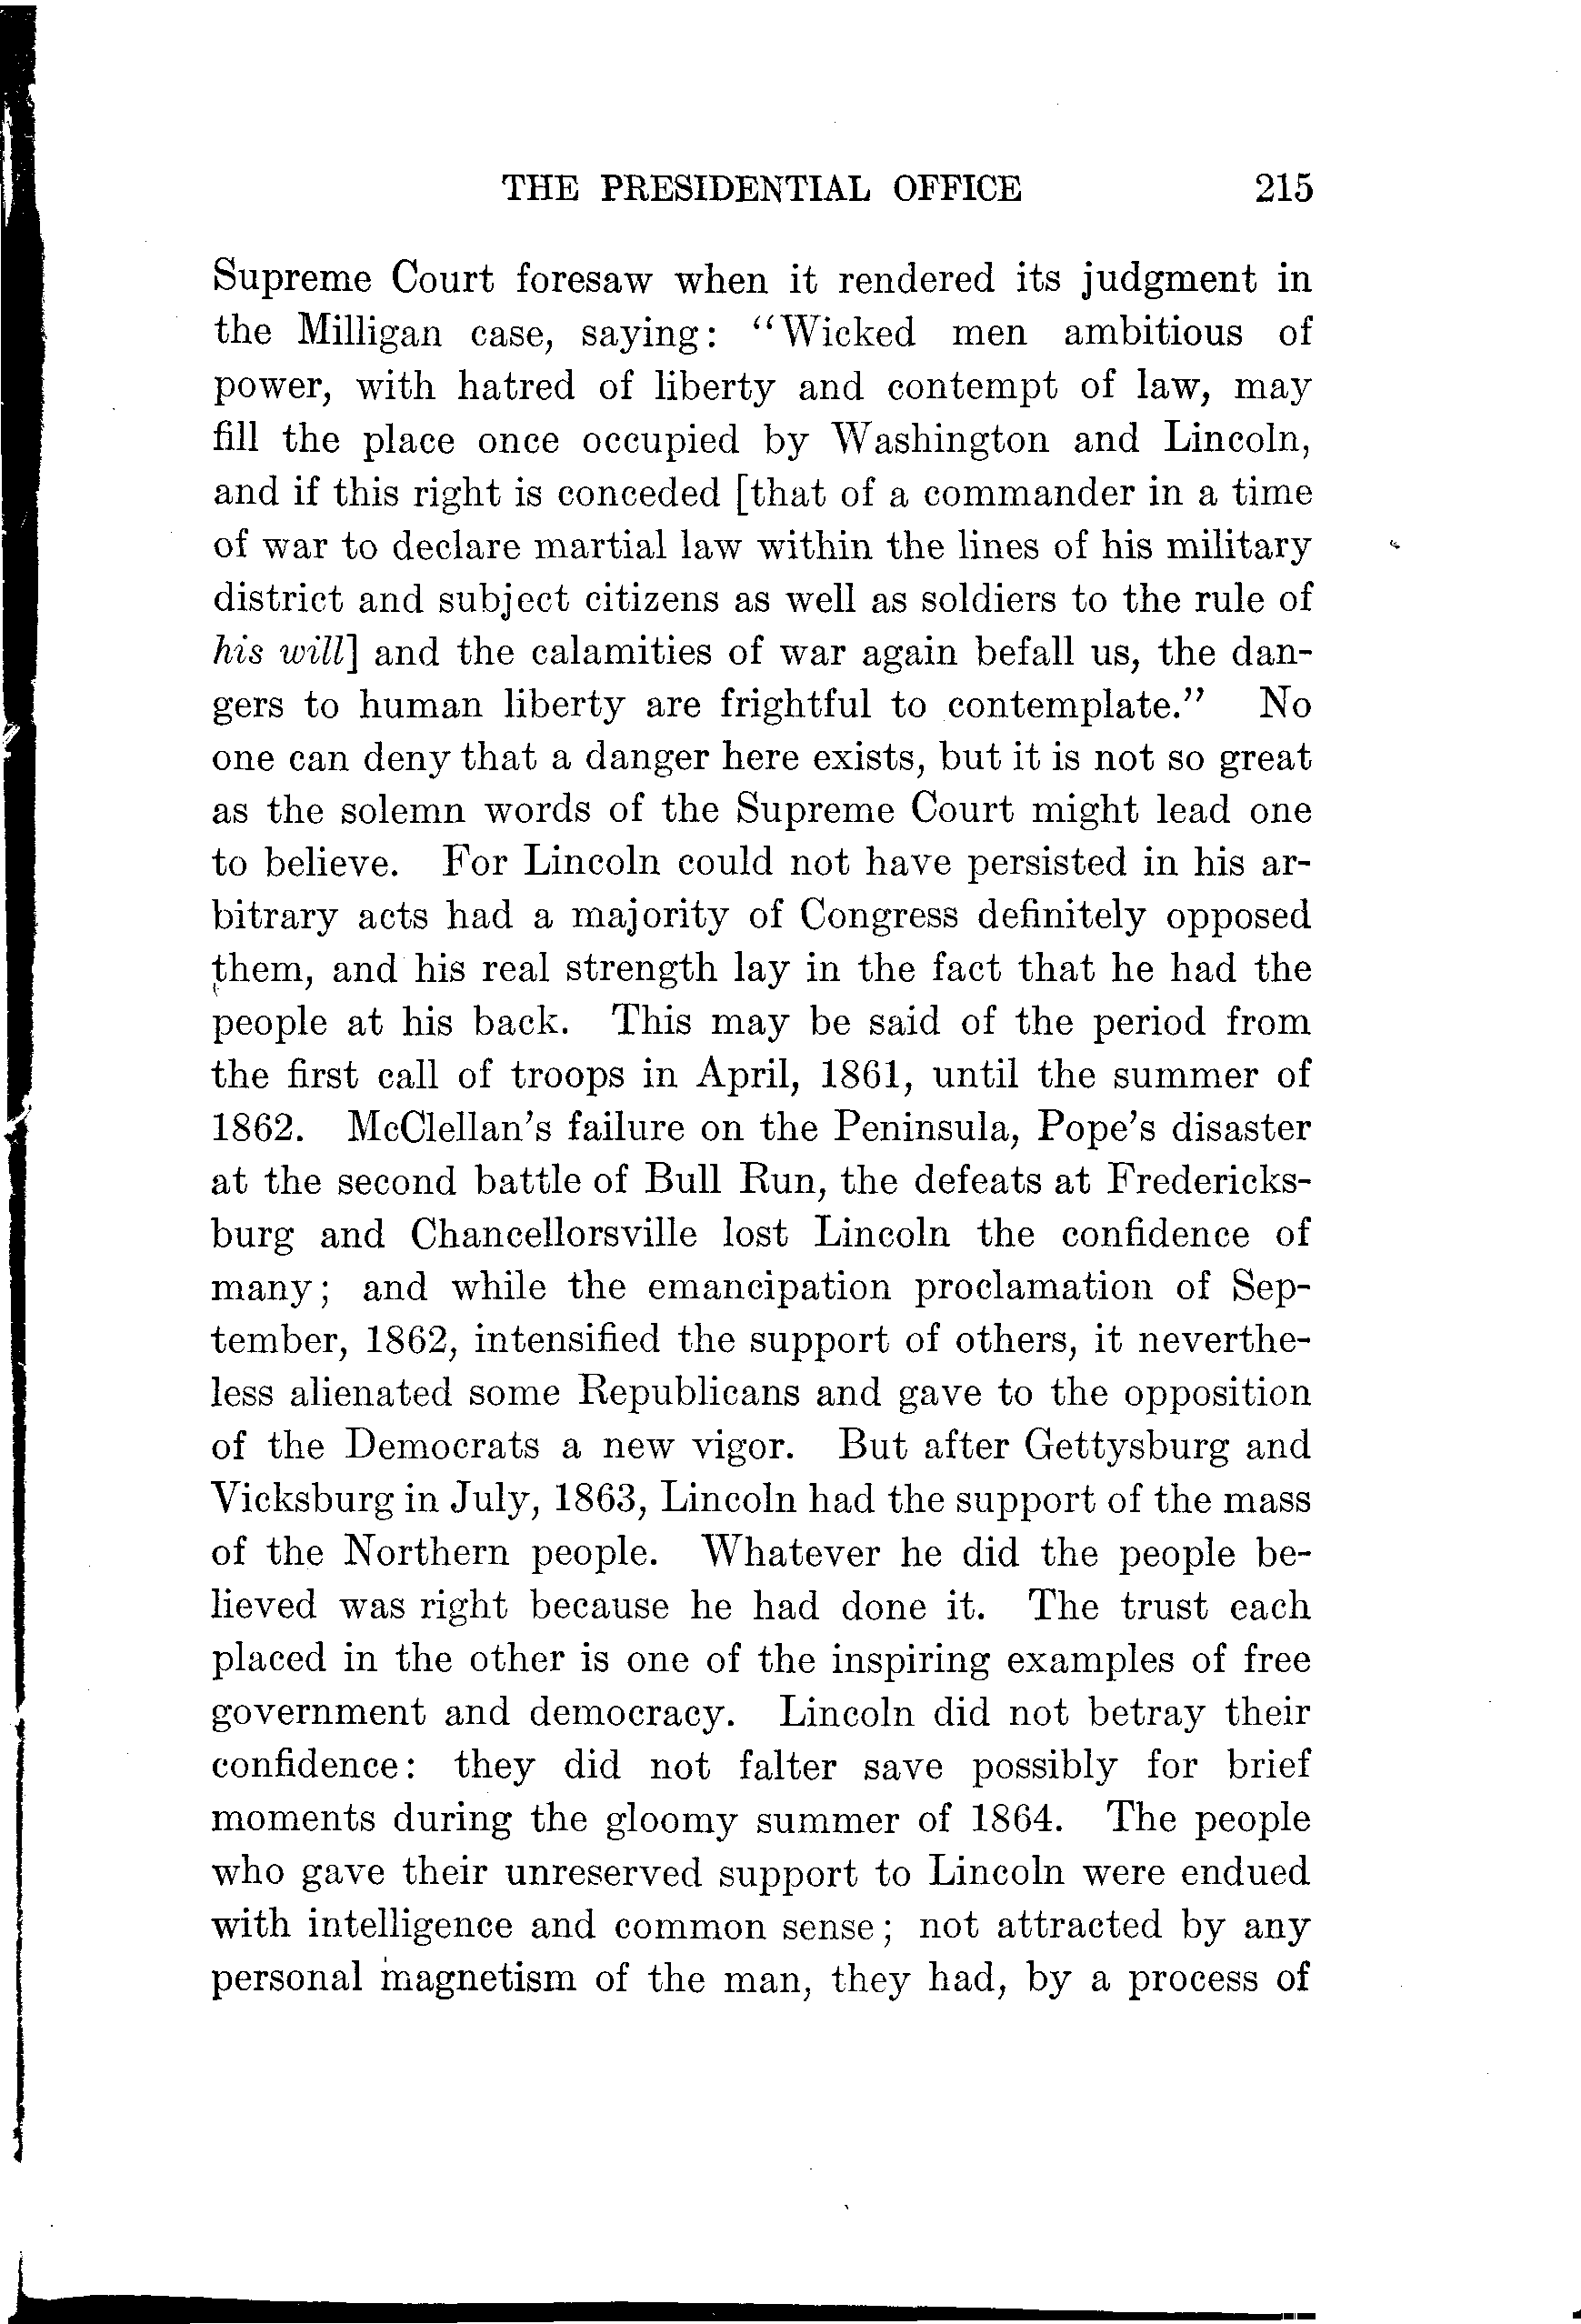 THE PRESIDENTIAL OFFICE 215
Supreme Court foresaw when it rendered its judgment in
the Milligan case, saying: "Wicked men ambitious of
power, with hatred of liberty and contempt of law, may
fill the place once occupied by Washington and Lincoln,
and if this right is conceded [that of a commander in a time
of war to declare martial law within the lines of his military
district and subject citizens as well as soldiers to the rule of
his will] and the calamities of war again befall us, the dan-
gers to human liberty are frightful to contemplate." No
one can deny that a danger here exists, but it is not so great
as the solemn words of the Supreme Court might lead one
to believe. For Lincoln could not have persisted in his ar-
bitrary acts had a majority of Congress definitely opposed
them, and his real strength lay in the fact that he had the
people at his back. This may be said of the period from
the first call of troops in April, 1861, until the summer of
1862. McClellan's failure on the Peninsula, Pope's disaster
at the second battle of Bull Run, the defeats at Fredericks-
burg and Chancellorsville lost Lincoln the confidence of
many; and while the emancipation proclamation of Sep-
tember, 1862, intensified the support of others, it neverthe-
less alienated some Republicans and gave to the opposition
of the Democrats a new vigor. But after Gettysburg and
Vicksburg in July, 1863, Lincoln had the support of the mass
of the Northern people. Whatever he did the people be-
lieved was right because he had done it. The trust each
placed in the other is one of the inspiring examples of free
government and democracy. Lincoln did not betray their
confidence: they did not falter save possibly for brief
moments during the gloomy summer of 1864. The people
who gave their unreserved support to Lincoln were endued
with intelligence and common sense; not attracted by any
personal magnetism of the man, they had, by a process of